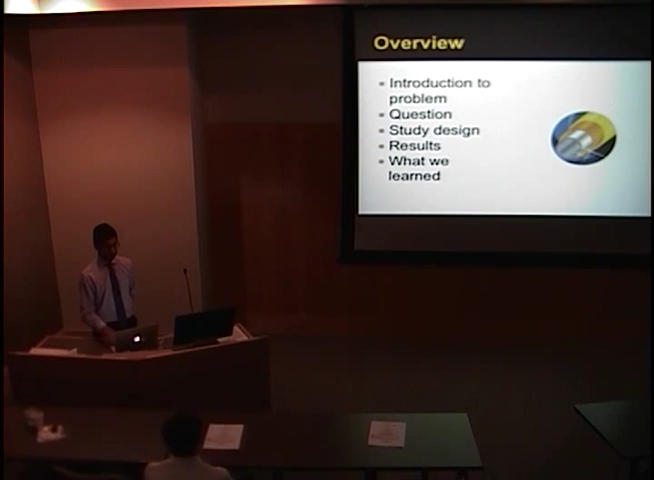 Overview
Introduction to
problem
Question
Study design
Results
What we
learned